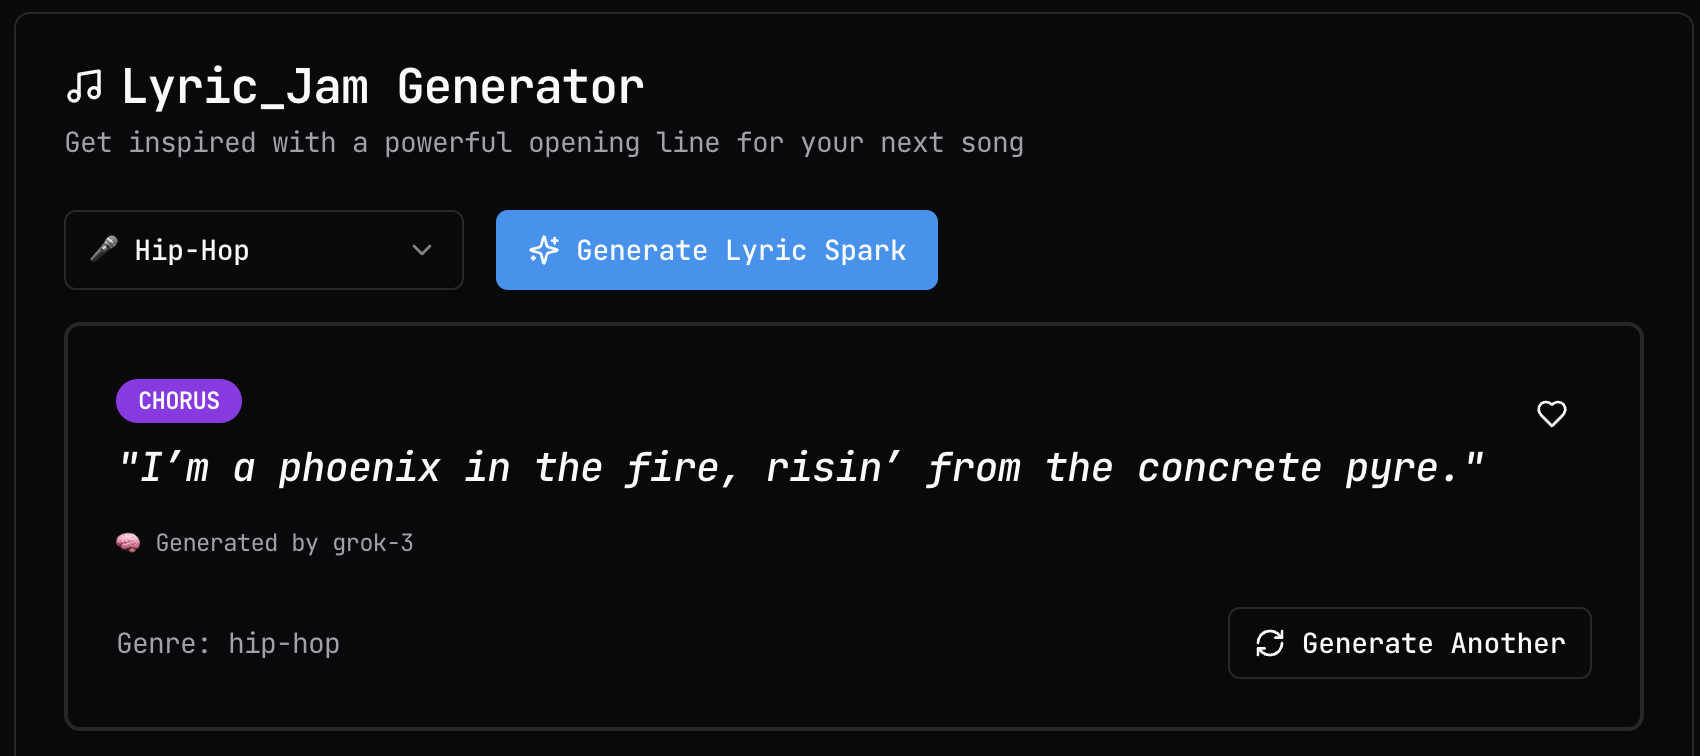 Lyric_Jam Generator
Get inspired with a powerful opening line for your next song
Hip-Hop
Generate Lyric Spark
CHORUS
"I’m a phoenix in the fire, risin’ from the concrete pyre."
Generated by grok-3
Genre: hip-hop
Generate Another